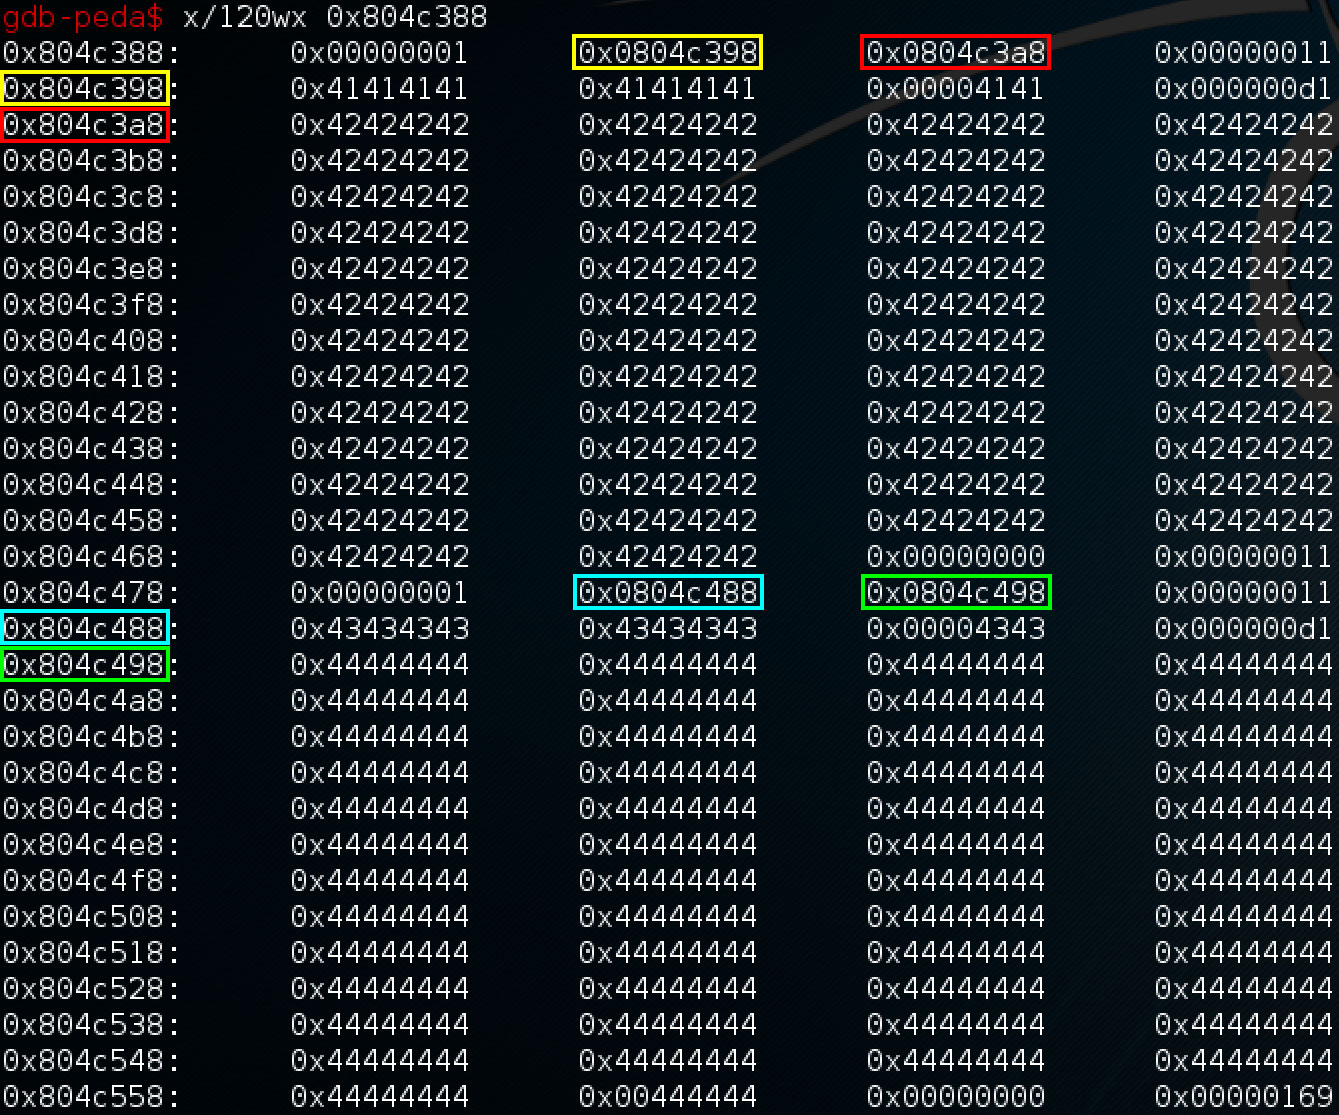 gdb-peda$ x/120wx 0x804c388
0x804c388: 0x00000001 0x0804c398 0x0804c3a8 0x00000011
0x804c398: 0x41414141 0x41414141 0x00004141 0x000000d1
0x804c3a8: 0x42424242 0x42424242 0x42424242 0x42424242
0x804c3b8: 0x42424242 0x42424242 0x42424242 0x42424242
0x804c3c8: 0x42424242 0x42424242 0x42424242 0x42424242
0x804c3d8: 0x42424242 0x42424242 0x42424242 0x42424242
0x804c3e8: 0x42424242 0x42424242 0x42424242 0x42424242
0x804c3f8: 0x42424242 0x42424242 0x42424242 0x42424242
0x804c408: 0x42424242 0x42424242 0x42424242 0x42424242
0x804c418: 0x42424242 0x42424242 0x42424242 0x42424242
0x804c428: 0x42424242 0x42424242 0x42424242 0x42424242
0x804c438: 0x42424242 0x42424242 0x42424242 0x42424242
0x804c448: 0x42424242 0x42424242 0x42424242 0x42424242
0x804c458: 0x42424242 0x42424242 0x42424242 0x42424242
0x804c468: 0x42424242 0x42424242 0x00000000 0x00000011
0x804c478: 0x00000001 0x0804c488 0x0804c498 0x00000011
0x804c488: 0x43434343 0x43434343 0x00004343 0x000000d1
0x804c498: 0x44444444 0x44444444 0x44444444 0x44444444
0x804c4a8: 0x44444444 0x44444444 0x44444444 0x44444444
0x804c4b8: 0x44444444 0x44444444 0x44444444 0x44444444
0x804c4c8: 0x44444444 0x44444444 0x44444444 0x44444444
0x804c4d8: 0x44444444 0x44444444 0x44444444 0x44444444
0x804c4e8: 0x44444444 0x44444444 0x44444444 0x44444444
0x804c4f8: 0x44444444 0x44444444 0x44444444 0x44444444
0x804c508: 0x44444444 0x44444444 0x44444444 0x44444444
0x804c518: 0x44444444 0x44444444 0x44444444 0x44444444
0x804c528: 0x44444444 0x44444444 0x44444444 0x44444444
0x804c538: 0x44444444 0x44444444 0x44444444 0x44444444
0x804c548: 0x44444444 0x44444444 0x44444444 0x44444444
0x804c558: 0x44444444 0x00444444 0x00000000 0x00000169